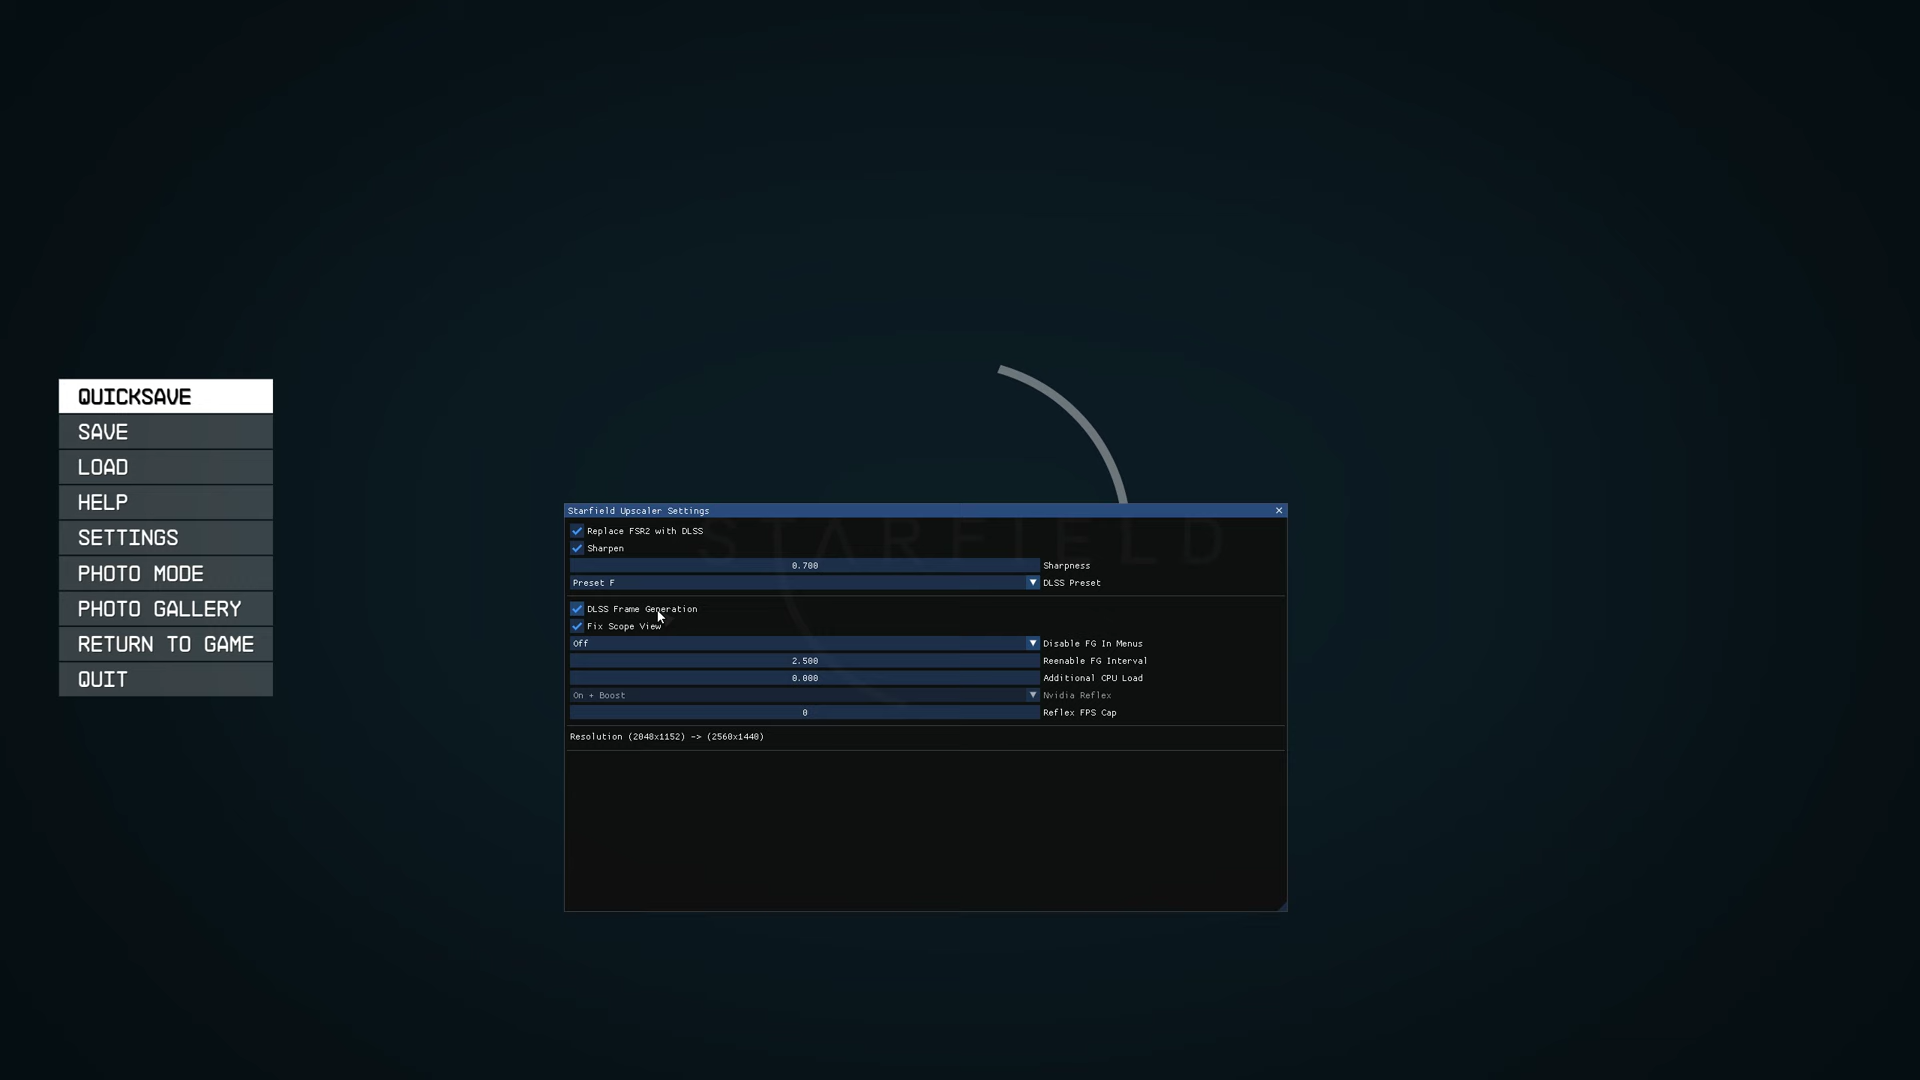 QUICKSAVE
SAVE
LOAD
HELP
SETTINGS
PHOTO MODE
PHOTO GALLERY
RETURN TO GAME
QUIT
STARFIELD
Starfield Upscaler Settings
Replace FSR2 with DLSS
Sharpen
0.700 Sharpness
Preset F DLSS Preset
DLSS Frame Generation
Fix Scope View
Off Disable FG In Menus
2.500 Reenable FG Interval
0.000 Additional CPU Load
On + Boost Nvidia Reflex
0 Reflex FPS Cap
Resolution (2048x1152) -> (2560x1440)